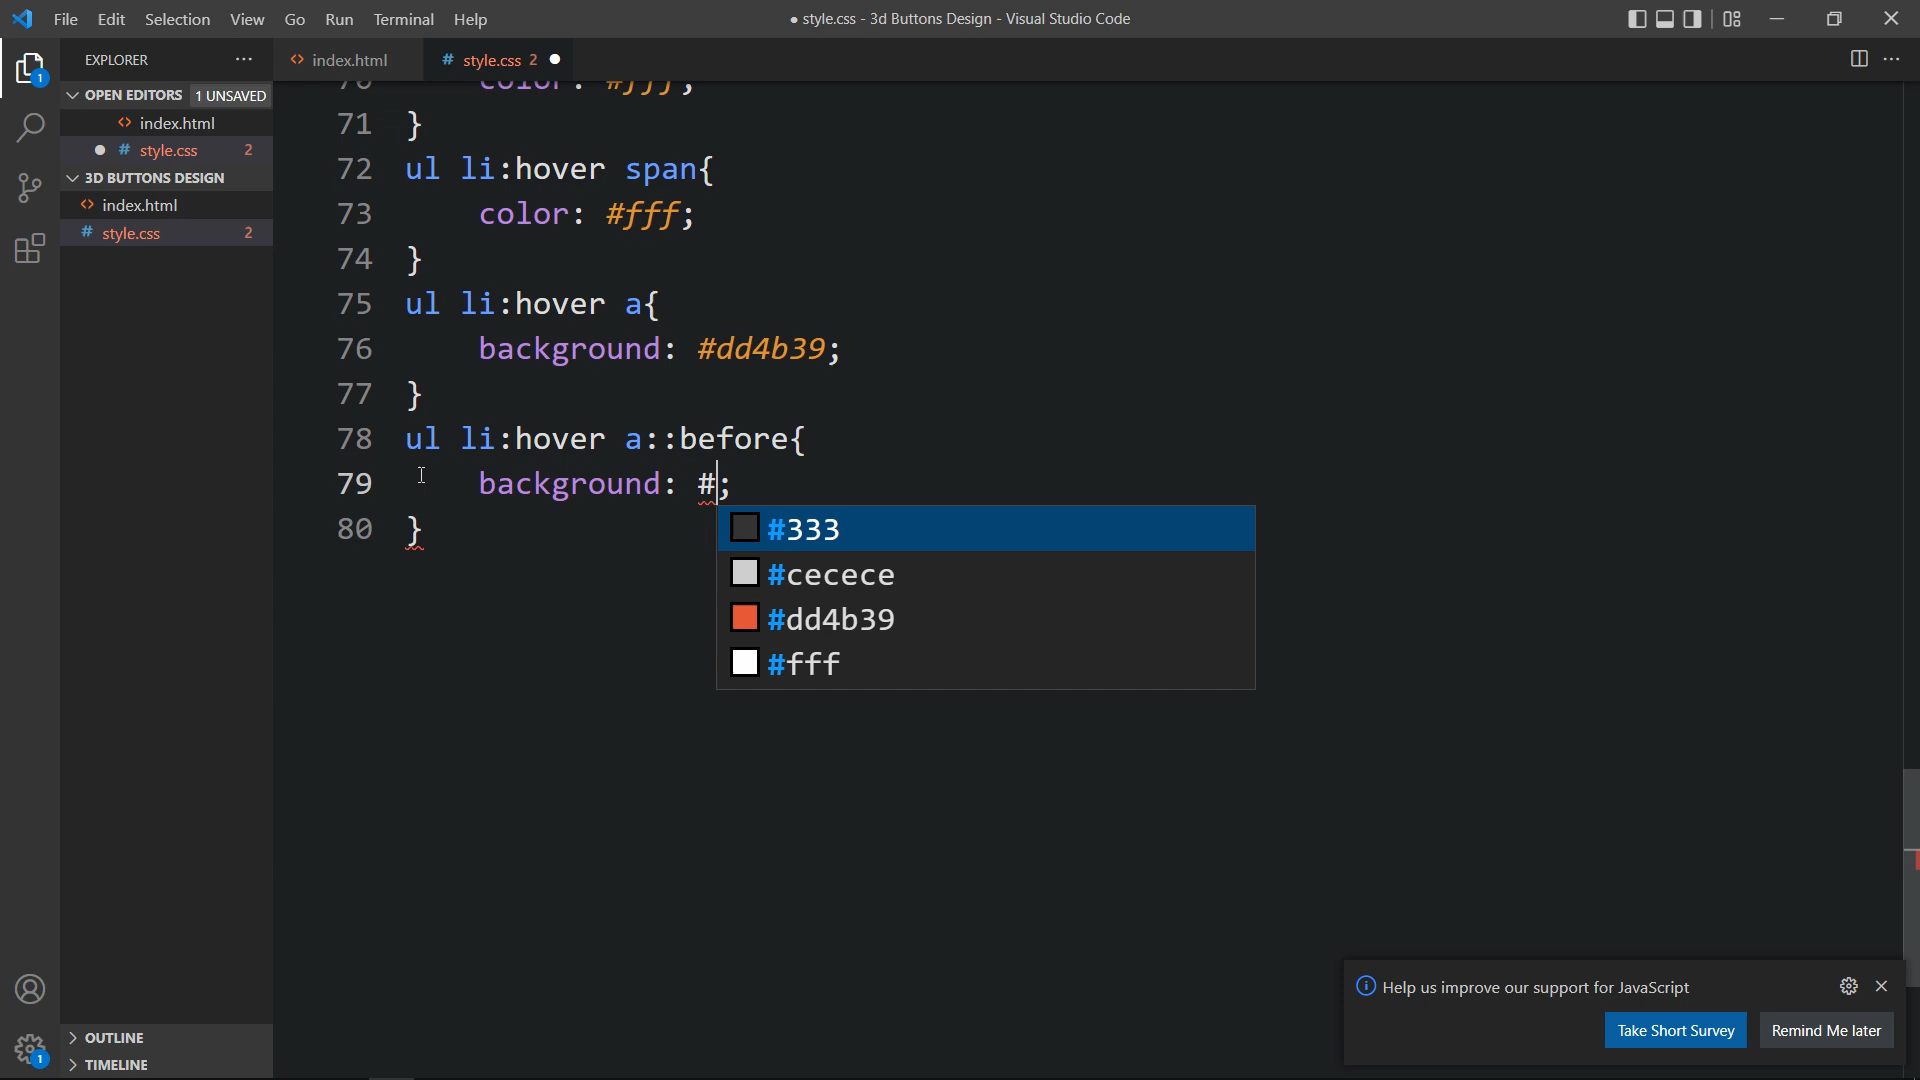 File Edit Selection View Go Run Terminal Help
● style.css - 3d Buttons Design - Visual Studio Code
EXPLORER
index.html
# style.css 2
OPEN EDITORS 1 UNSAVED
index.html
# style.css 2
3D BUTTONS DESIGN
index.html
# style.css 2
70 color: #fff;
71 }
72 ul li:hover span{
73 color: #fff;
74 }
75 ul li:hover a{
76 background: #dd4b39;
77 }
78 ul li:hover a::before{
79 background: #;
80 }
#333
#cecece
#dd4b39
#fff
1
1
OUTLINE
TIMELINE
Help us improve our support for JavaScript
Take Short Survey
Remind Me later